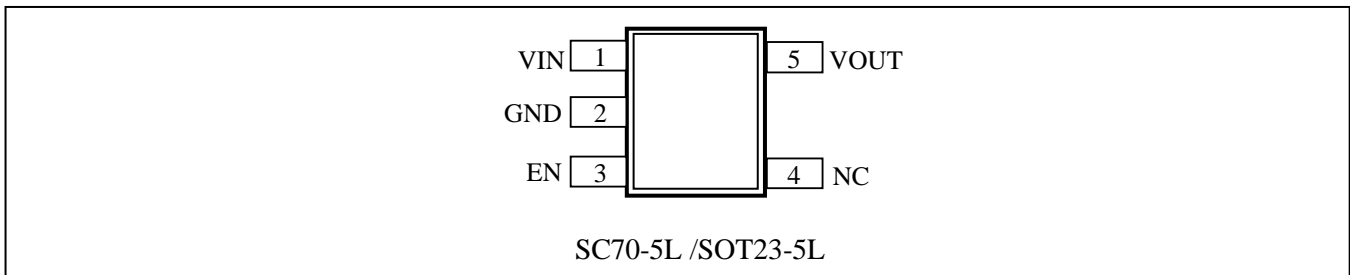 VIN 1 5 VOUT
GND 2
EN 3 4 NC
SC70-5L /SOT23-5L